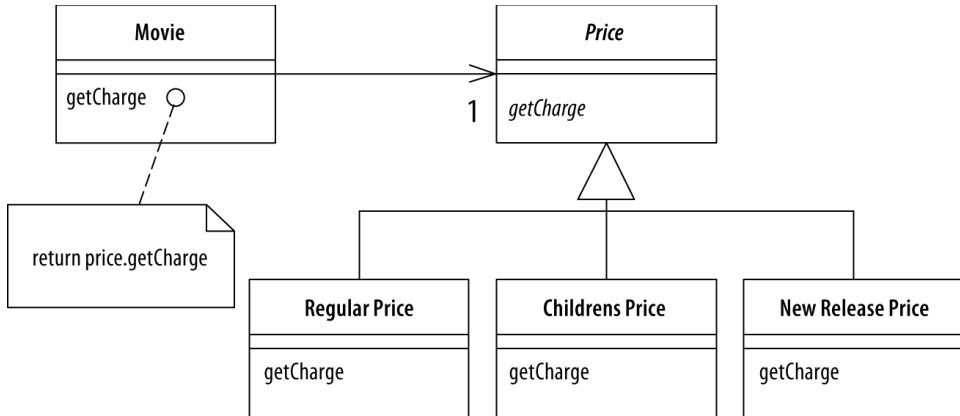 Movie
Price
getCharge
1
getCharge
return price.getCharge
Regular Price
Childrens Price
New Release Price
getCharge
getCharge
getCharge